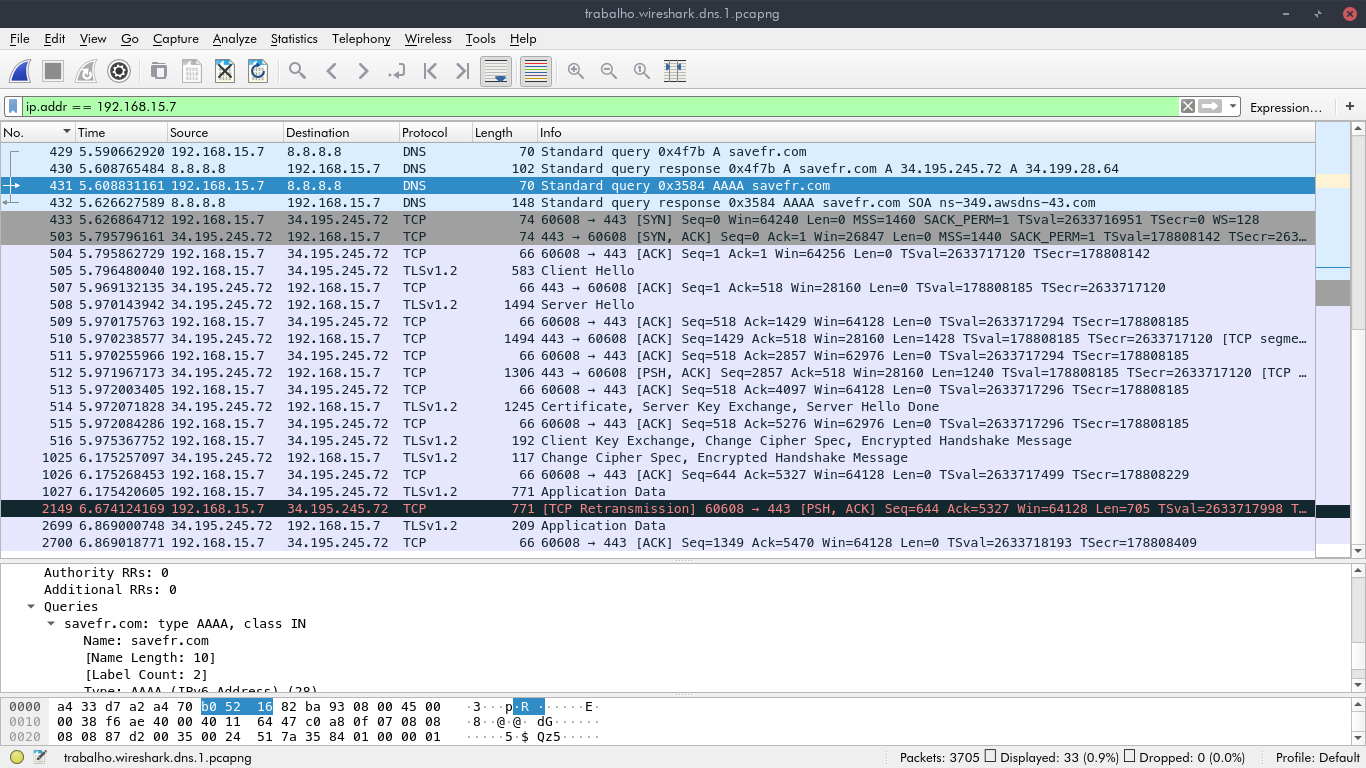 trabalho.wireshark.dns.1.pcapng
File Edit View Go Capture Analyze Statistics Telephony Wireless Tools Help
ip.addr == 192.168.15.7 Expression… +
No. Time Source Destination Protocol Length Info
429 5.590662920 192.168.15.7 8.8.8.8 DNS 70 Standard query 0x4f7b A savefr.com
430 5.608765484 8.8.8.8 192.168.15.7 DNS 102 Standard query response 0x4f7b A savefr.com A 34.195.245.72 A 34.199.28.64
431 5.608831161 192.168.15.7 8.8.8.8 DNS 70 Standard query 0x3584 AAAA savefr.com
432 5.626627589 8.8.8.8 192.168.15.7 DNS 148 Standard query response 0x3584 AAAA savefr.com SOA ns-349.awsdns-43.com
433 5.626864712 192.168.15.7 34.195.245.72 TCP 74 60608 → 443 [SYN] Seq=0 Win=64240 Len=0 MSS=1460 SACK_PERM=1 TSval=2633716951 TSecr=0 WS=128
503 5.795796161 34.195.245.72 192.168.15.7 TCP 74 443 → 60608 [SYN, ACK] Seq=0 Ack=1 Win=26847 Len=0 MSS=1440 SACK_PERM=1 TSval=178808142 TSecr=263…
504 5.795862729 192.168.15.7 34.195.245.72 TCP 66 60608 → 443 [ACK] Seq=1 Ack=1 Win=64256 Len=0 TSval=2633717120 TSecr=178808142
505 5.796480040 192.168.15.7 34.195.245.72 TLSv1.2 583 Client Hello
507 5.969132135 34.195.245.72 192.168.15.7 TCP 66 443 → 60608 [ACK] Seq=1 Ack=518 Win=28160 Len=0 TSval=178808185 TSecr=2633717120
508 5.970143942 34.195.245.72 192.168.15.7 TLSv1.2 1494 Server Hello
509 5.970175763 192.168.15.7 34.195.245.72 TCP 66 60608 → 443 [ACK] Seq=518 Ack=1429 Win=64128 Len=0 TSval=2633717294 TSecr=178808185
510 5.970238577 34.195.245.72 192.168.15.7 TCP 1494 443 → 60608 [ACK] Seq=1429 Ack=518 Win=28160 Len=1428 TSval=178808185 TSecr=2633717120 [TCP segme…
511 5.970255966 192.168.15.7 34.195.245.72 TCP 66 60608 → 443 [ACK] Seq=518 Ack=2857 Win=62976 Len=0 TSval=2633717294 TSecr=178808185
512 5.971967173 34.195.245.72 192.168.15.7 TCP 1306 443 → 60608 [PSH, ACK] Seq=2857 Ack=518 Win=28160 Len=1240 TSval=178808185 TSecr=2633717120 [TCP …
513 5.972003405 192.168.15.7 34.195.245.72 TCP 66 60608 → 443 [ACK] Seq=518 Ack=4097 Win=64128 Len=0 TSval=2633717296 TSecr=178808185
514 5.972071828 34.195.245.72 192.168.15.7 TLSv1.2 1245 Certificate, Server Key Exchange, Server Hello Done
515 5.972084286 192.168.15.7 34.195.245.72 TCP 66 60608 → 443 [ACK] Seq=518 Ack=5276 Win=62976 Len=0 TSval=2633717296 TSecr=178808185
516 5.975367752 192.168.15.7 34.195.245.72 TLSv1.2 192 Client Key Exchange, Change Cipher Spec, Encrypted Handshake Message
1025 6.175257097 34.195.245.72 192.168.15.7 TLSv1.2 117 Change Cipher Spec, Encrypted Handshake Message
1026 6.175268453 192.168.15.7 34.195.245.72 TCP 66 60608 → 443 [ACK] Seq=644 Ack=5327 Win=64128 Len=0 TSval=2633717499 TSecr=178808229
1027 6.175420605 192.168.15.7 34.195.245.72 TLSv1.2 771 Application Data
2149 6.674124169 192.168.15.7 34.195.245.72 TCP 771 [TCP Retransmission] 60608 → 443 [PSH, ACK] Seq=644 Ack=5327 Win=64128 Len=705 TSval=2633717998 T…
2699 6.869000748 34.195.245.72 192.168.15.7 TLSv1.2 209 Application Data
2700 6.869018771 192.168.15.7 34.195.245.72 TCP 66 60608 → 443 [ACK] Seq=1349 Ack=5470 Win=64128 Len=0 TSval=2633718193 TSecr=178808409
Authority RRs: 0
Additional RRs: 0
Queries
savefr.com: type AAAA, class IN
Name: savefr.com
[Name Length: 10]
[Label Count: 2]
Type: AAAA (IPv6 Address) (28)
0000 a4 33 d7 a2 a4 70 b0 52 16 82 ba 93 08 00 45 00 ·3···p·R ······E·
0010 00 38 f6 ae 40 00 40 11 64 47 c0 a8 0f 07 08 08 ·8··@·@· dG······
0020 08 08 87 d2 00 35 00 24 51 7a 35 84 01 00 00 01 ·····5·$ Qz5·····
trabalho.wireshark.dns.1.pcapng Packets: 3705 Displayed: 33 (0.9%) Dropped: 0 (0.0%) Profile: Default